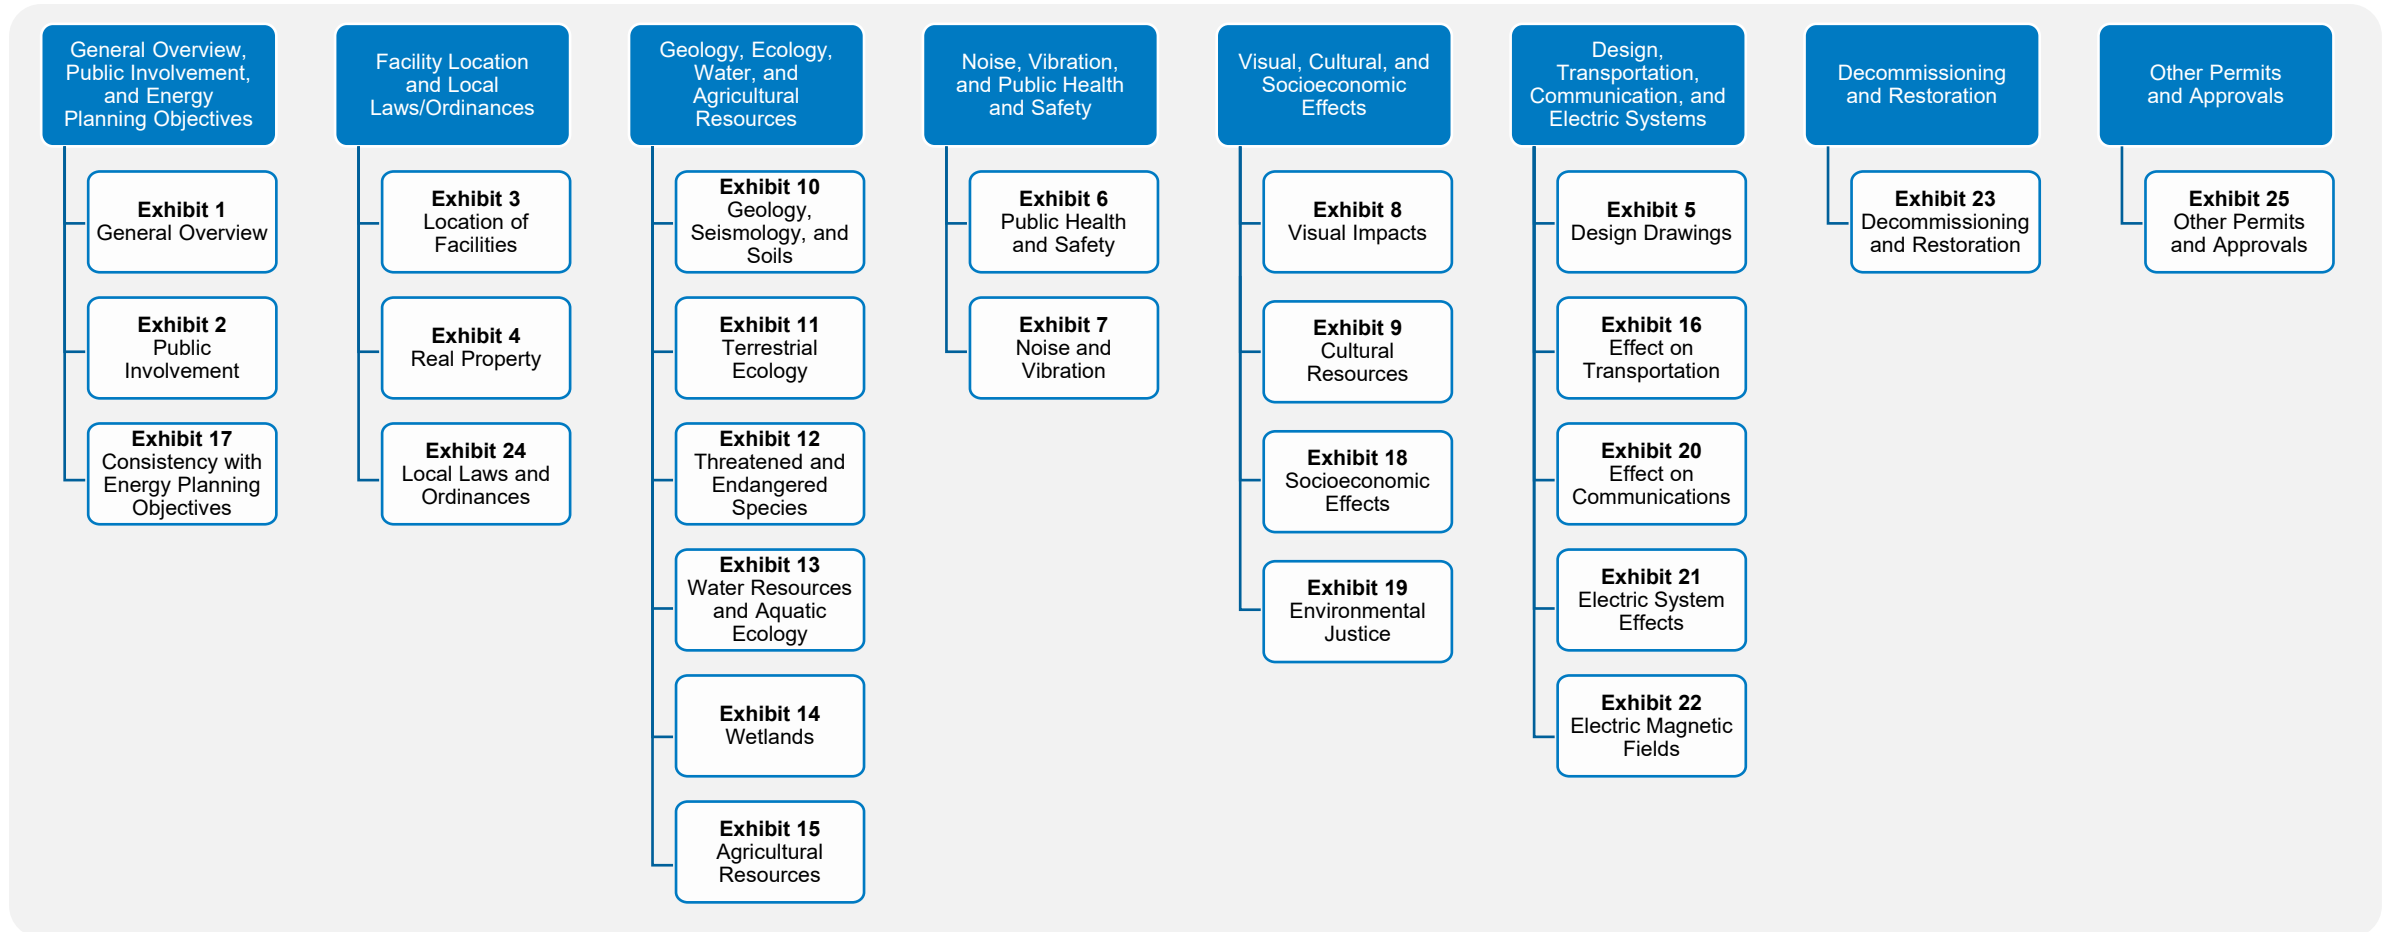 General Overview,
Public Involvement,
and Energy
Planning Objectives
Exhibit 1
General Overview
Exhibit 2
Public
Involvement
Exhibit 17
Consistency with
Energy Planning
Objectives
Facility Location
and Local
Laws/Ordinances
Exhibit 3
Location of
Facilities
Exhibit 4
Real Property
Exhibit 24
Local Laws and
Ordinances
Geology, Ecology,
Water, and
Agricultural
Resources
Exhibit 10
Geology,
Seismology, and
Soils
Exhibit 11
Terrestrial
Ecology
Exhibit 12
Threatened and
Endangered
Species
Exhibit 13
Water Resources
and Aquatic
Ecology
Exhibit 14
Wetlands
Exhibit 15
Agricultural
Resources
Noise, Vibration,
and Public Health
and Safety
Exhibit 6
Public Health
and Safety
Exhibit 7
Noise and
Vibration
Visual, Cultural, and
Socioeconomic
Effects
Exhibit 8
Visual Impacts
Exhibit 9
Cultural
Resources
Exhibit 18
Socioeconomic
Effects
Exhibit 19
Environmental
Justice
Design,
Transportation,
Communication, and
Electric Systems
Exhibit 5
Design Drawings
Exhibit 16
Effect on
Transportation
Exhibit 20
Effect on
Communications
Exhibit 21
Electric System
Effects
Exhibit 22
Electric Magnetic
Fields
Decommissioning
and Restoration
Exhibit 23
Decommissioning
and Restoration
Other Permits
and Approvals
Exhibit 25
Other Permits
and Approvals